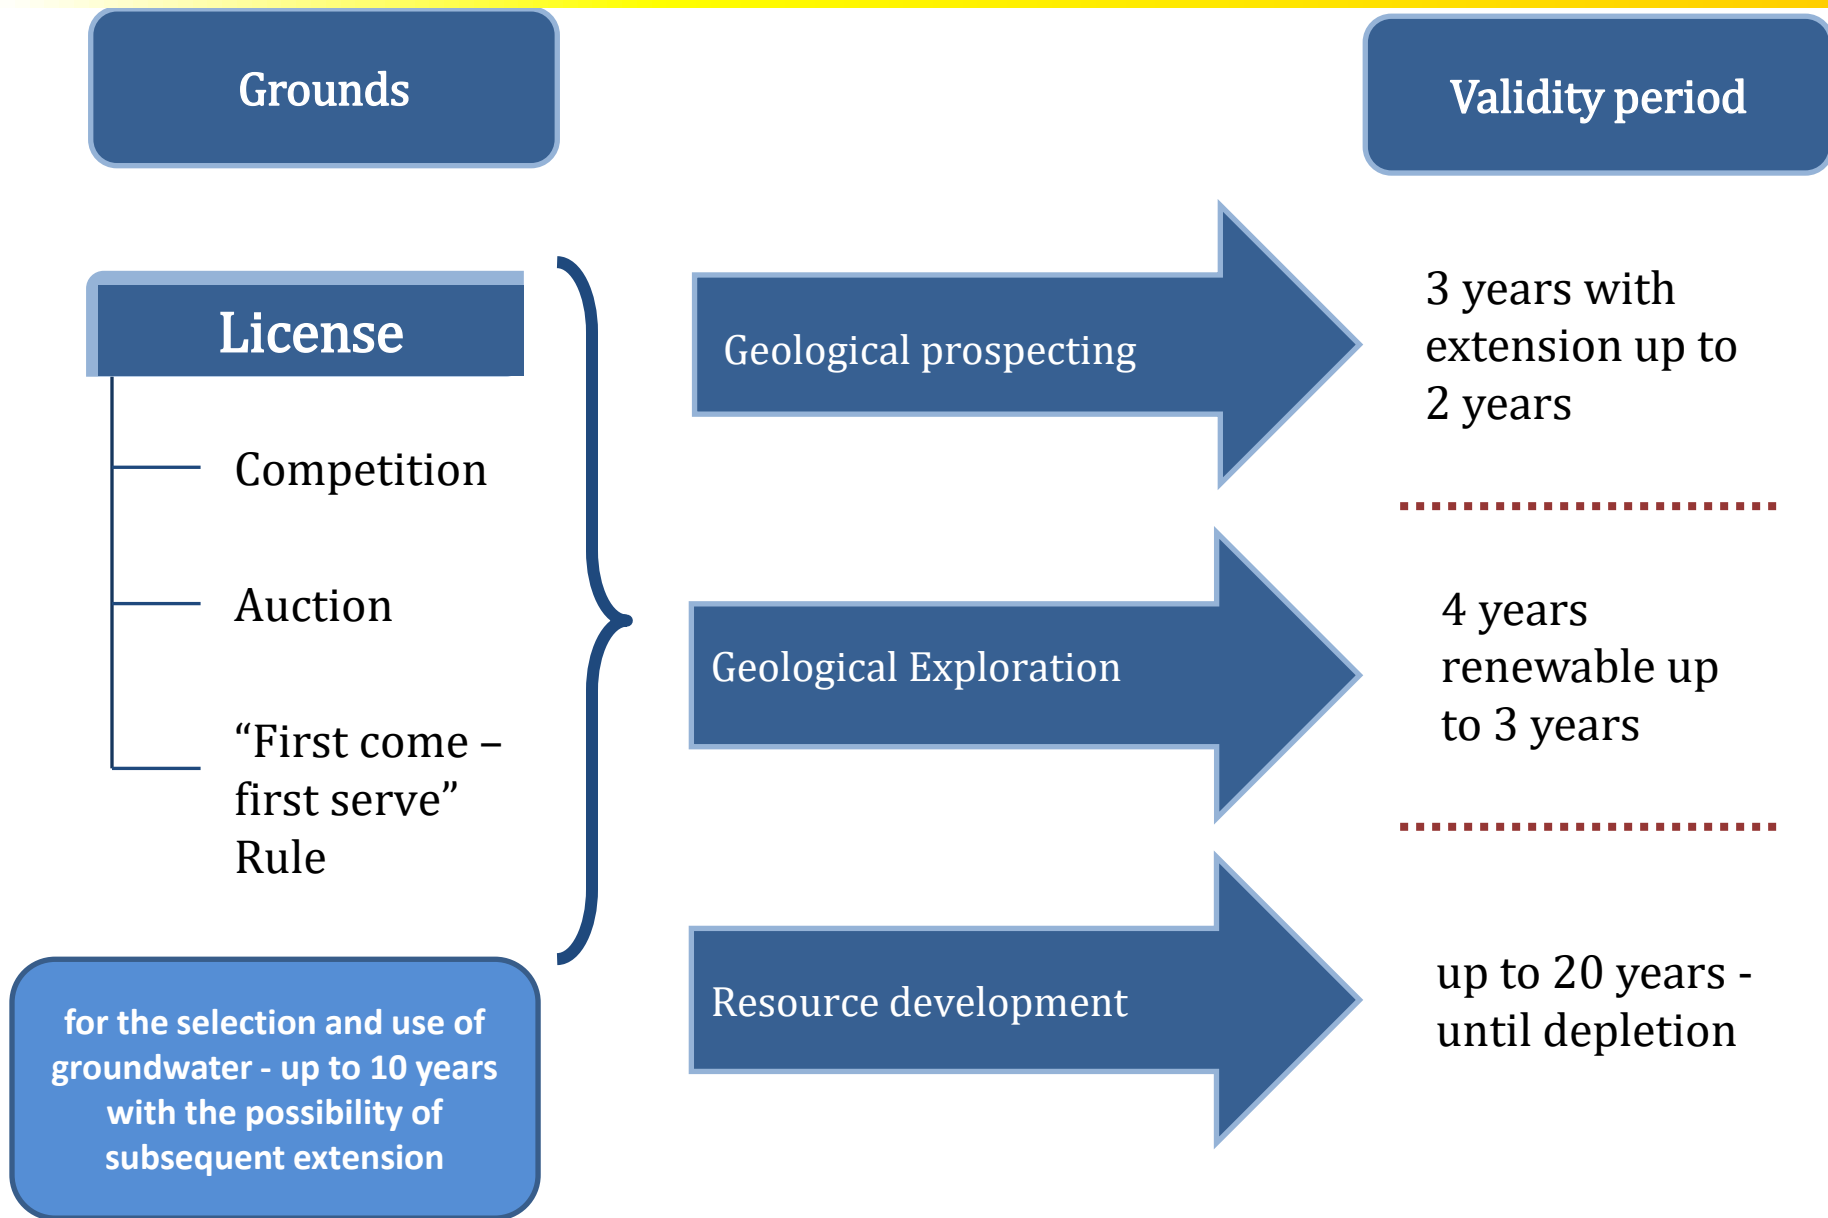 Grounds
Validity period
License
Competition
Auction
“First come –
first serve”
Rule
for the selection and use of
groundwater - up to 10 years
with the possibility of
subsequent extension
Geological prospecting
3 years with
extension up to
2 years
Geological Exploration
4 years
renewable up
to 3 years
Resource development
up to 20 years -
until depletion